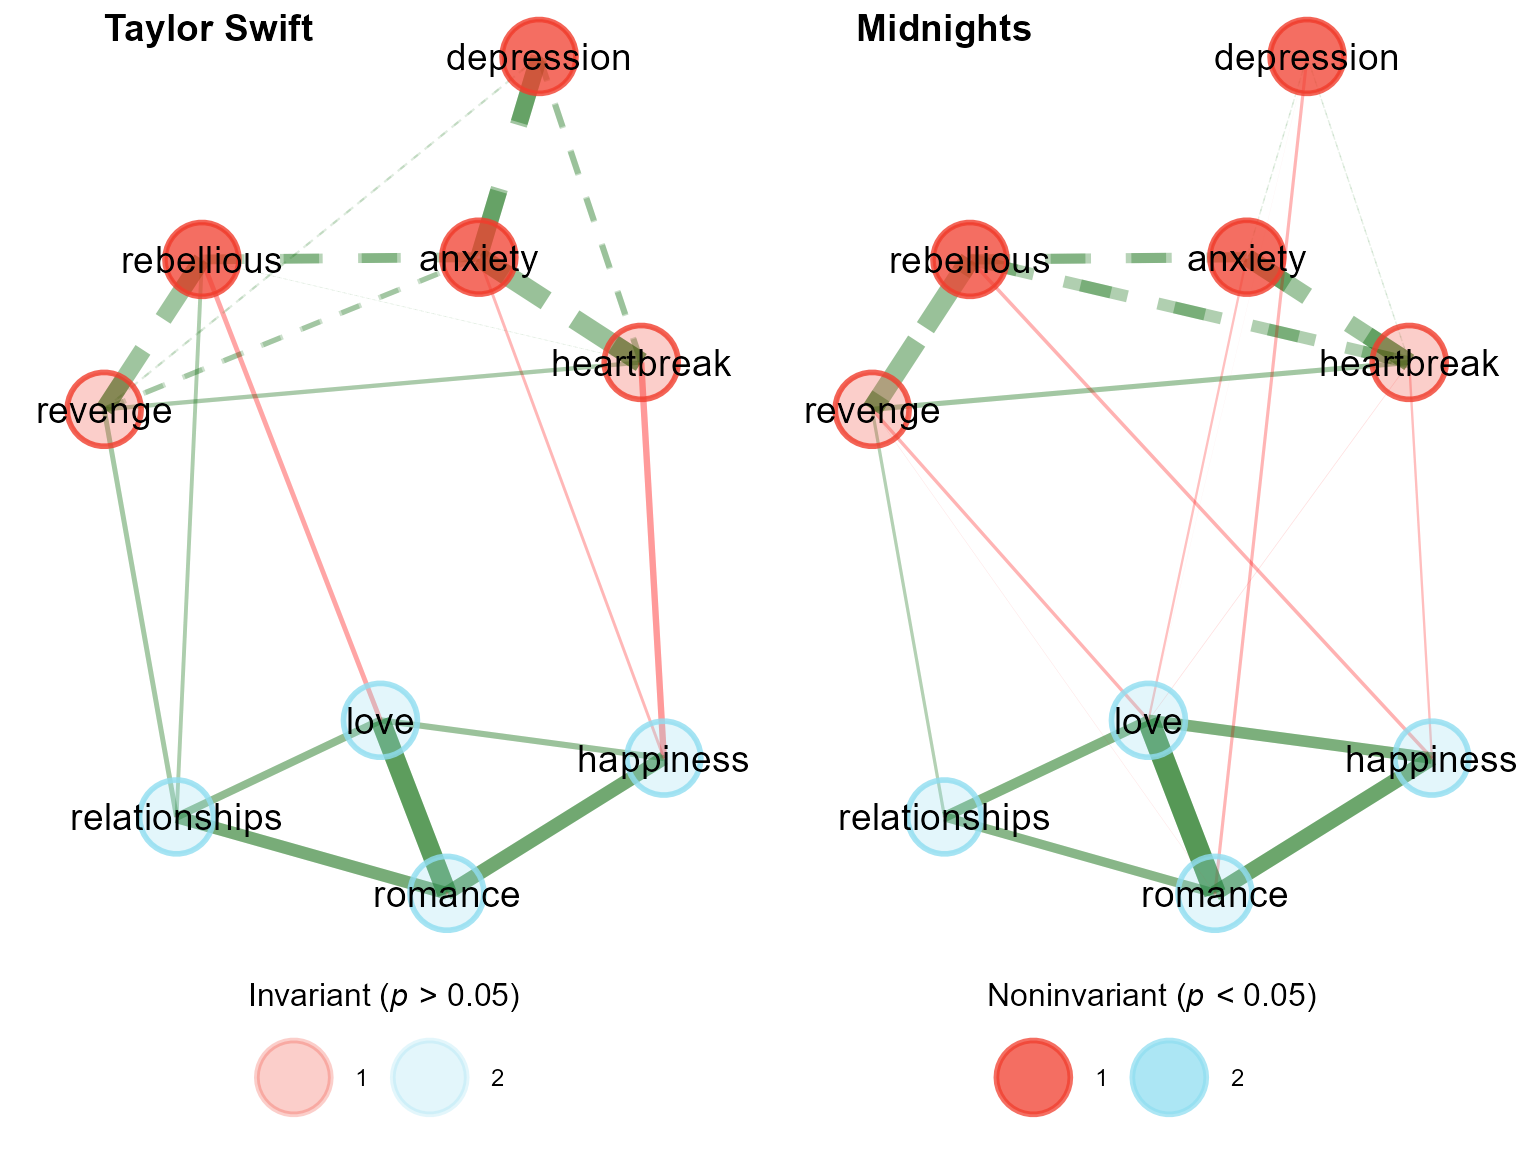 Taylor Swift
depression
rebellious
anxiety
heartbreak
revenge
love
happiness
relationships
romance
Invariant (p > 0.05)
1
2
Midnights
depression
rebellious
anxiety
heartbreak
revenge
love
happiness
relationships
romance
Noninvariant (p < 0.05)
1
2